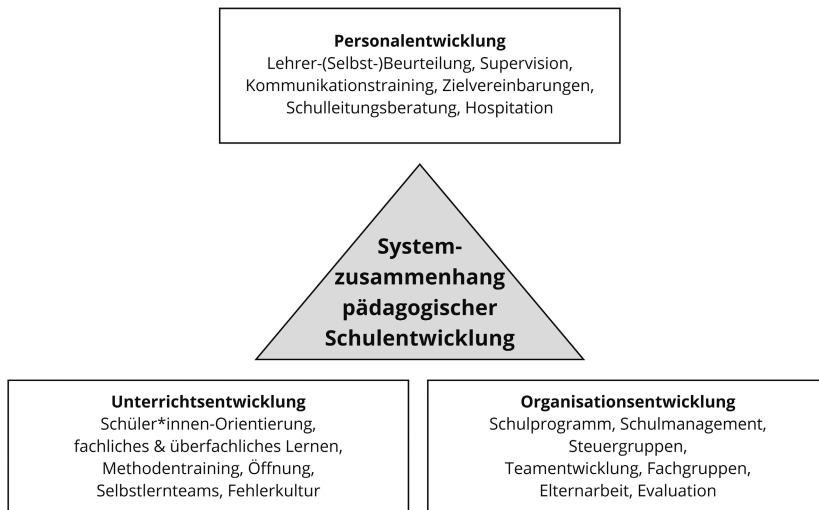 Personalentwicklung
Lehrer-(Selbst-)Beurteilung, Supervision,
Kommunikationstraining, Zielvereinbarungen,
Schulleitungsberatung, Hospitation
System-
zusammenhang
pädagogischer
Schulentwicklung
Unterrichtsentwicklung
Schüler*innen-Orientierung,
fachliches & überfachliches Lernen,
Methodentraining, Öffnung,
Selbstlernteams, Fehlerkultur
Organisationsentwicklung
Schulprogramm, Schulmanagement,
Steuergruppen,
Teamentwicklung, Fachgruppen,
Elternarbeit, Evaluation